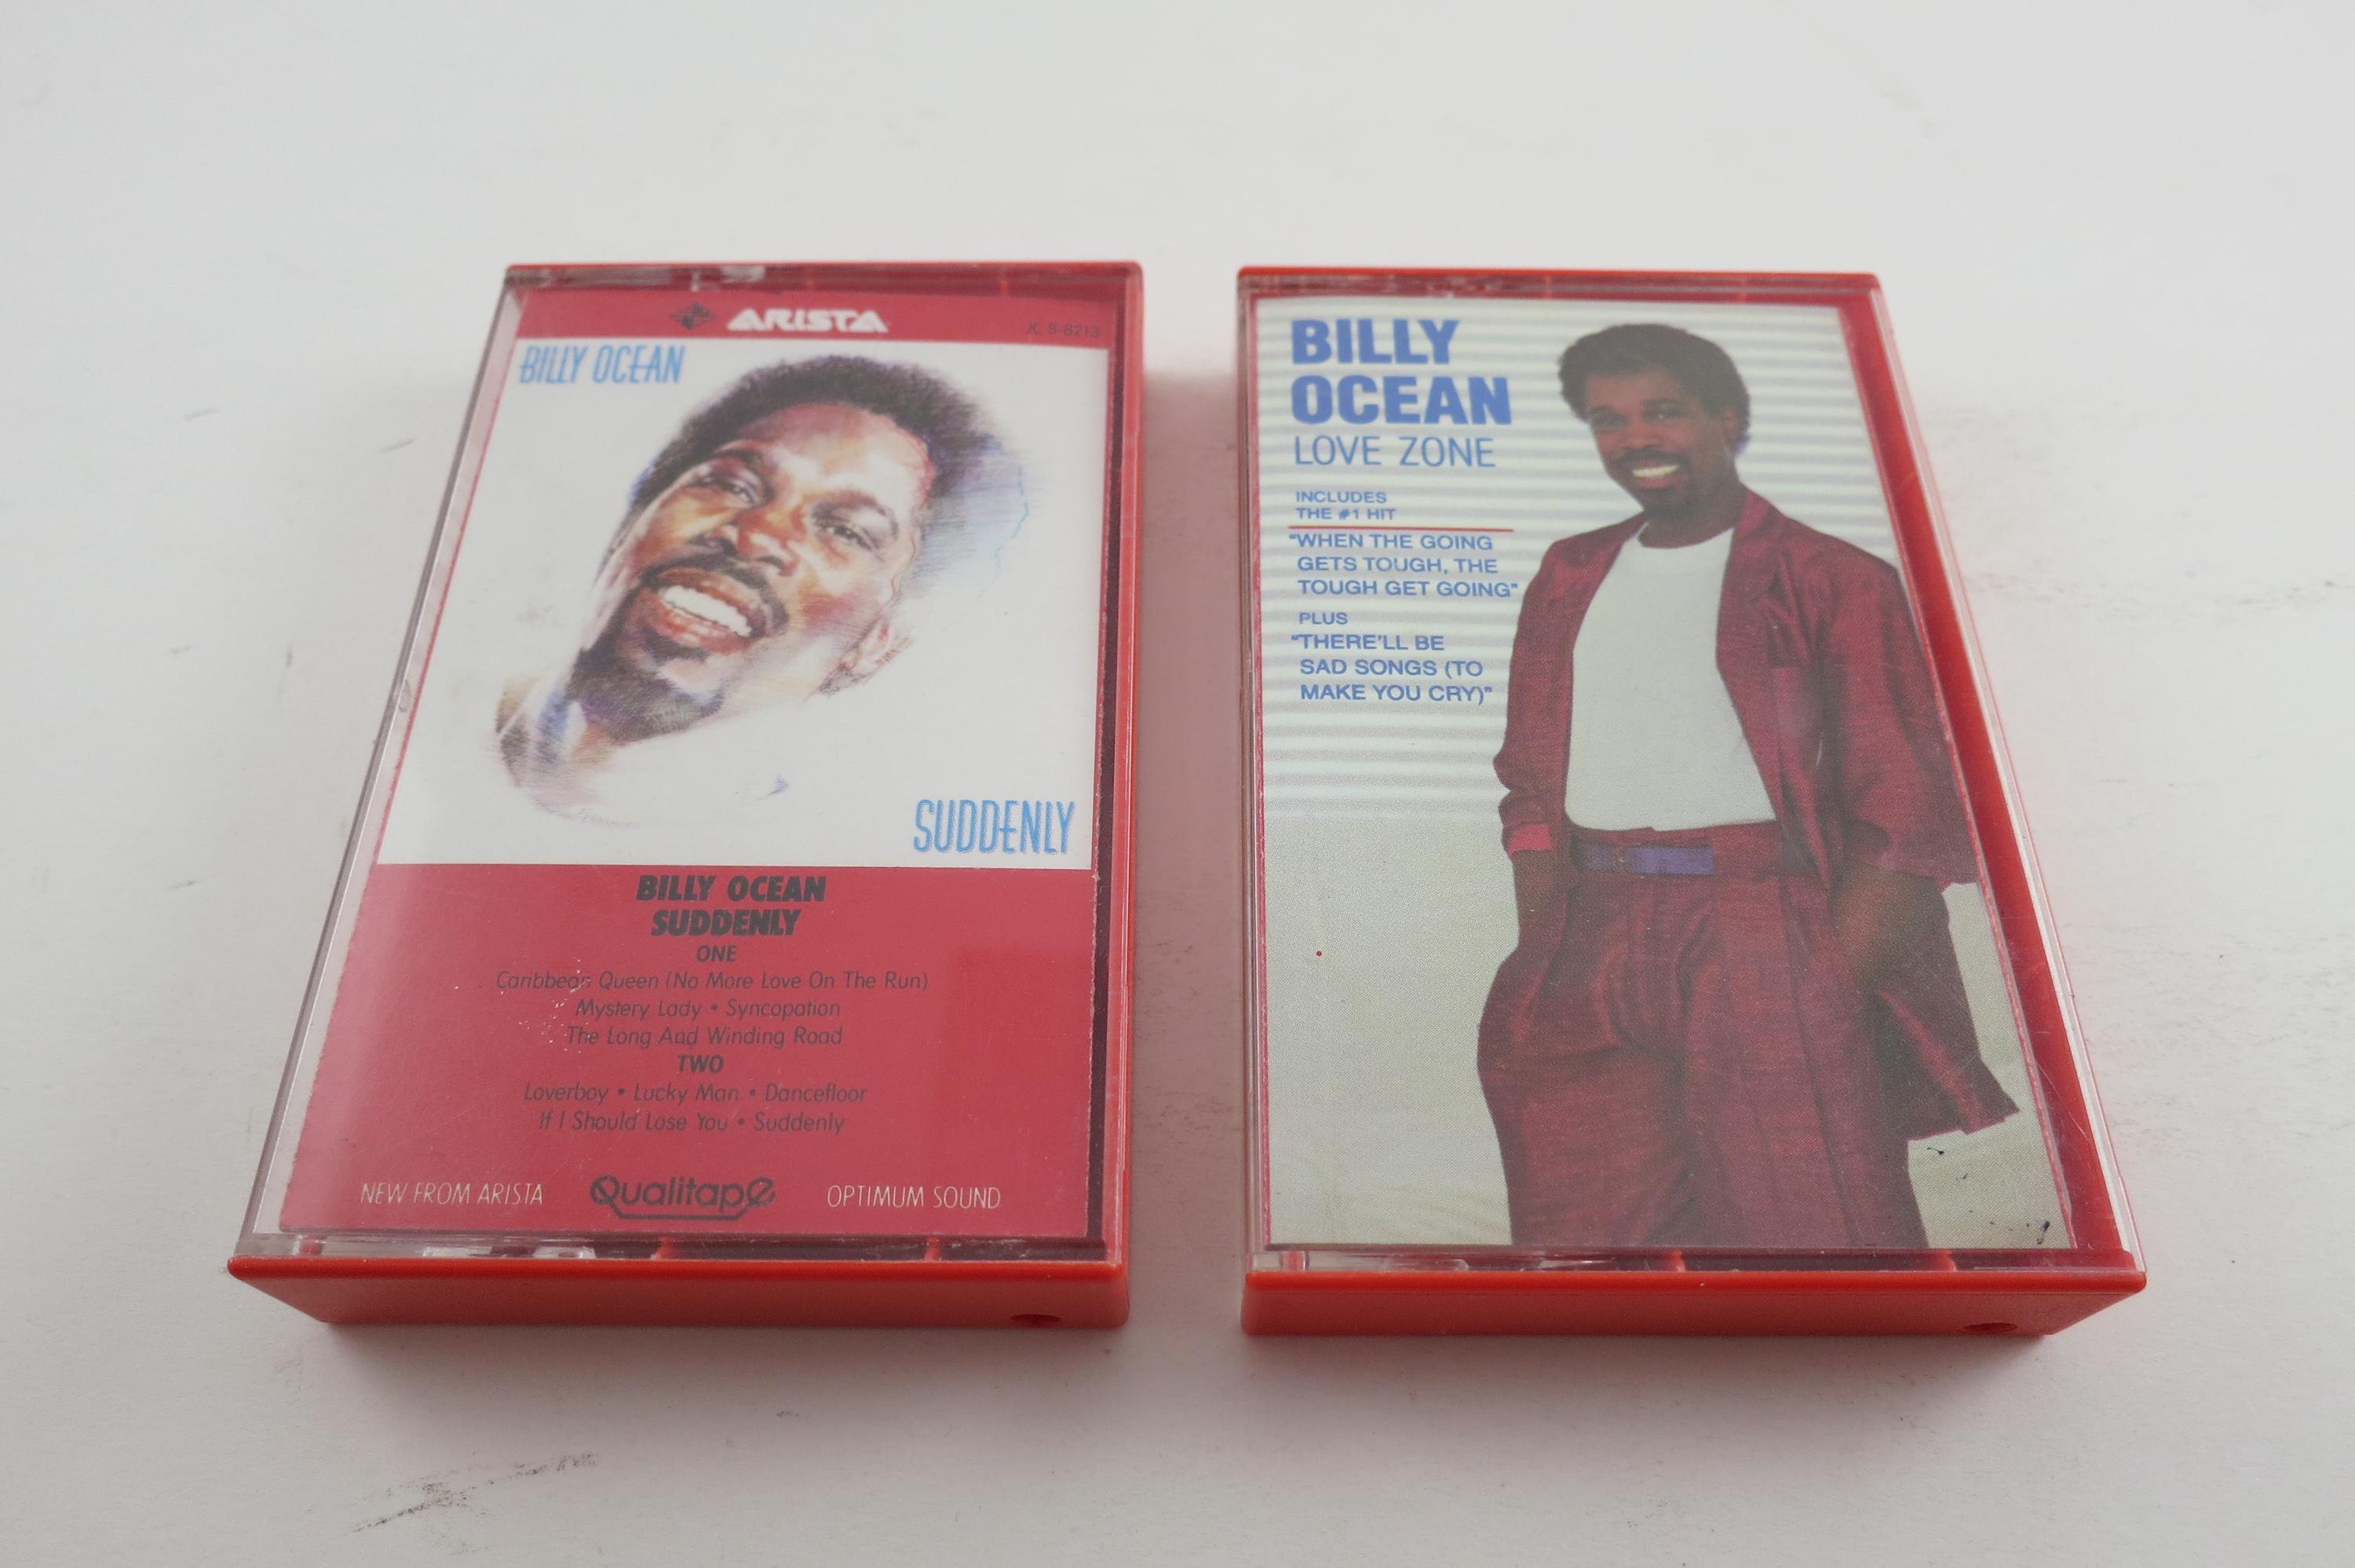 ARISTA
JC 8-8213
BILLY OCEAN
SUDDENLY
BILLY OCEAN
SUDDENLY
ONE
Caribbean Queen (No More Love On The Run)
Mystery Lady • Syncopation
The Long And Winding Road
TWO
Loverboy • Lucky Man • Dancefloor
If I Should Lose You • Suddenly
NEW FROM ARISTA
Qualitape
OPTIMUM SOUND
BILLY
OCEAN
LOVE ZONE
INCLUDES
THE #1 HIT
"WHEN THE GOING
GETS TOUGH, THE
TOUGH GET GOING"
PLUS
"THERE'LL BE
SAD SONGS (TO
MAKE YOU CRY)"